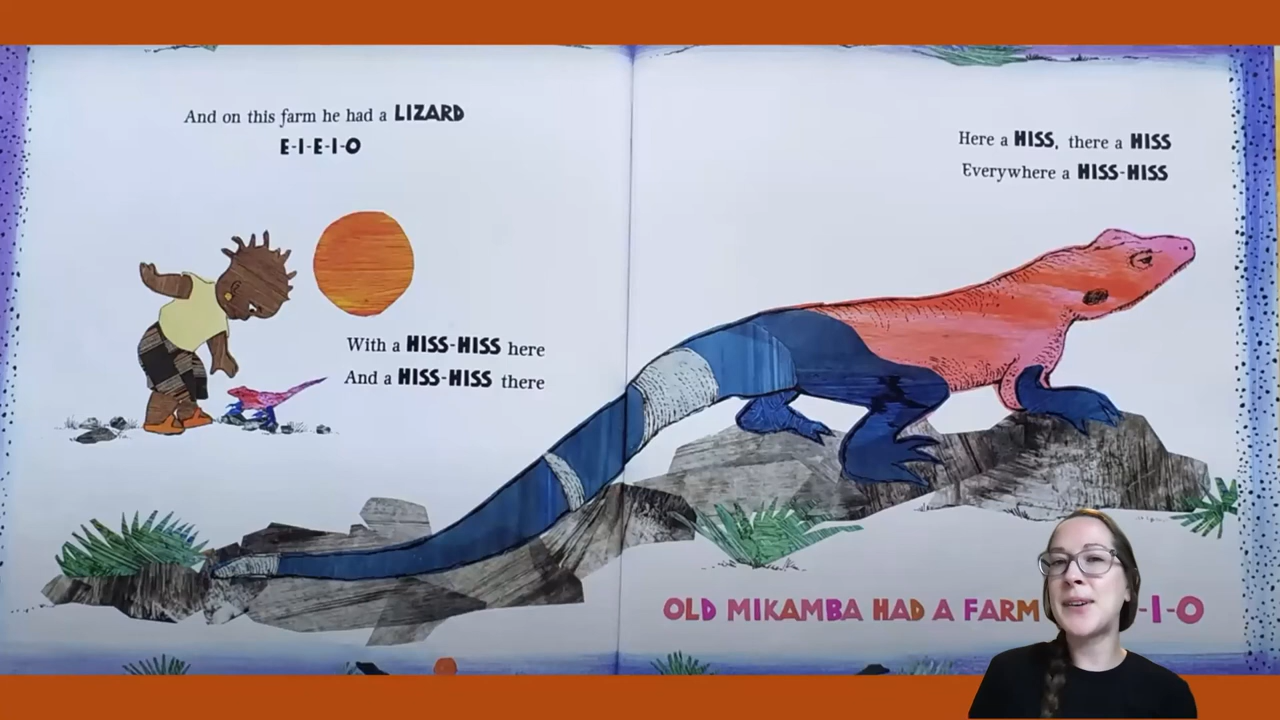 And on this farm he had a LIZARD
E-I-E-I-O
With a HISS-HISS here
And a HISS-HISS there
Here a HISS, there a HISS
Everywhere a HISS-HISS
OLD MIKAMBA HAD A FARM -I-O